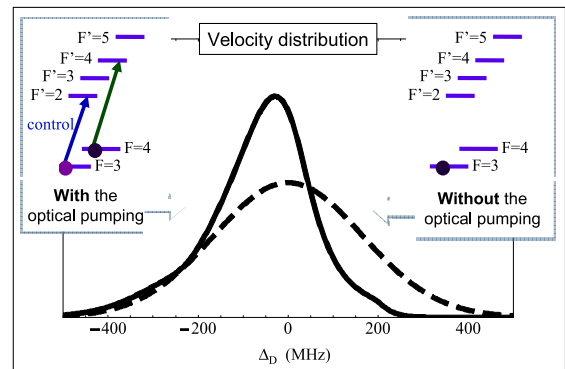 Velocity distribution
F'=5
F'=4
F'=3
F'=2
control
F=4
F=3
With the
optical pumping
F'=5
F'=4
F'=3
F'=2
F=4
F=3
Without the
optical pumping
−400 −200 0 200 400
Δ_D (MHz)